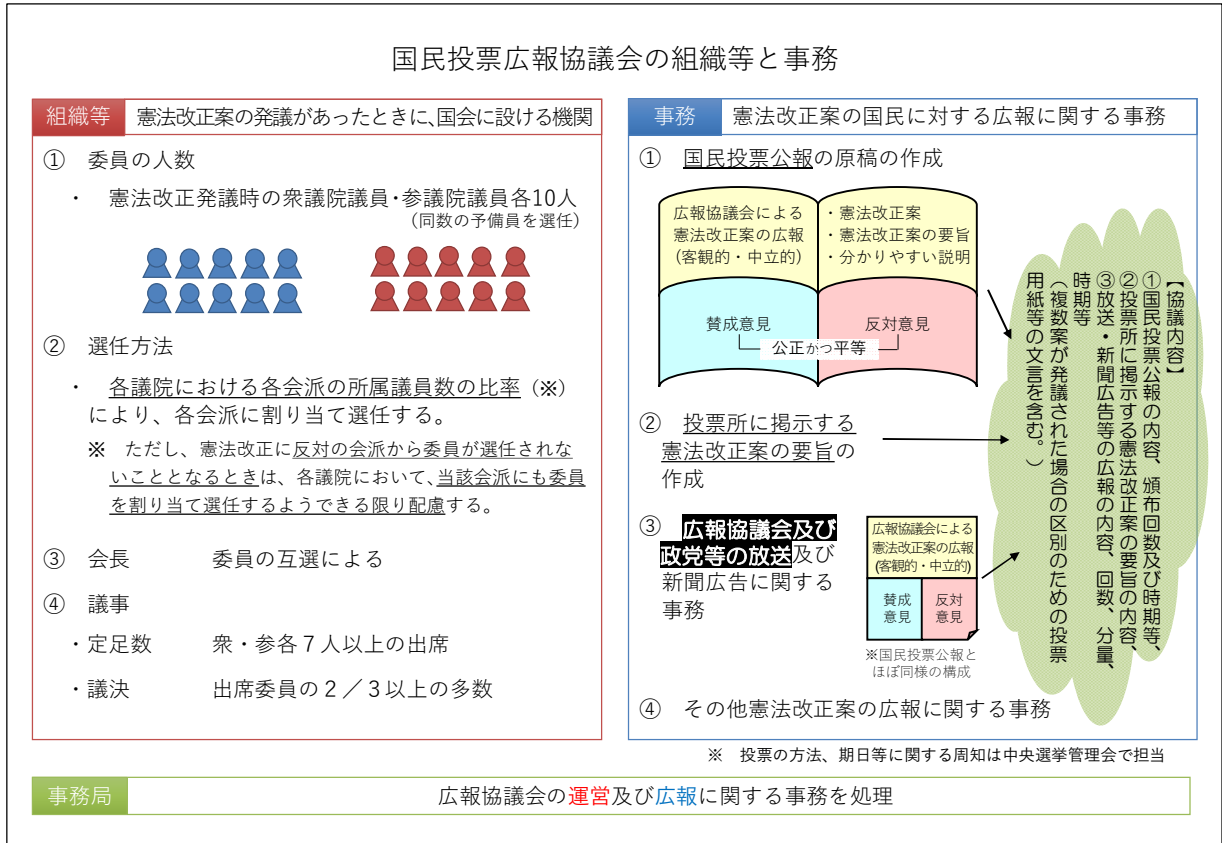 国民投票広報協議会の組織等と事務
組織等 憲法改正案の発議があったときに、国会に設ける機関
① 委員の人数
・ 憲法改正発議時の衆議院議員・参議院議員各10人
(同数の予備員を選任)
② 選任方法
・ 各議院における各会派の所属議員数の比率（※）
により、各会派に割り当て選任する。
※ ただし、憲法改正に反対の会派から委員が選任されな
いこととなるときは、各議院において、当該会派にも委員
を割り当て選任するようできる限り配慮する。
③ 会長 委員の互選による
④ 議事
・定足数 衆・参各７人以上の出席
・議決 出席委員の２／３以上の多数
事務 憲法改正案の国民に対する広報に関する事務
① 国民投票公報の原稿の作成
広報協議会による
憲法改正案の広報
(客観的・中立的)
・憲法改正案
・憲法改正案の要旨
・分かりやすい説明
賛成意見
反対意見
公正かつ平等
② 投票所に掲示する
憲法改正案の要旨の
作成
③ 広報協議会及び
政党等の放送及び
新聞広告に関する
事務
広報協議会による
憲法改正案の広報
(客観的・中立的)
賛成
意見
反対
意見
※国民投票公報と
ほぼ同様の構成
④ その他憲法改正案の広報に関する事務
【協議内容】
①国民投票公報の内容、頒布回数及び時期等、
②投票所に掲示する憲法改正案の要旨の内容、
③放送・新聞広告等の広報の内容、回数、分量、
時期等
（複数案が発議された場合の区別のための投票
用紙等の文言を含む。）
※ 投票の方法、期日等に関する周知は中央選挙管理会で担当
事務局 広報協議会の運営及び広報に関する事務を処理